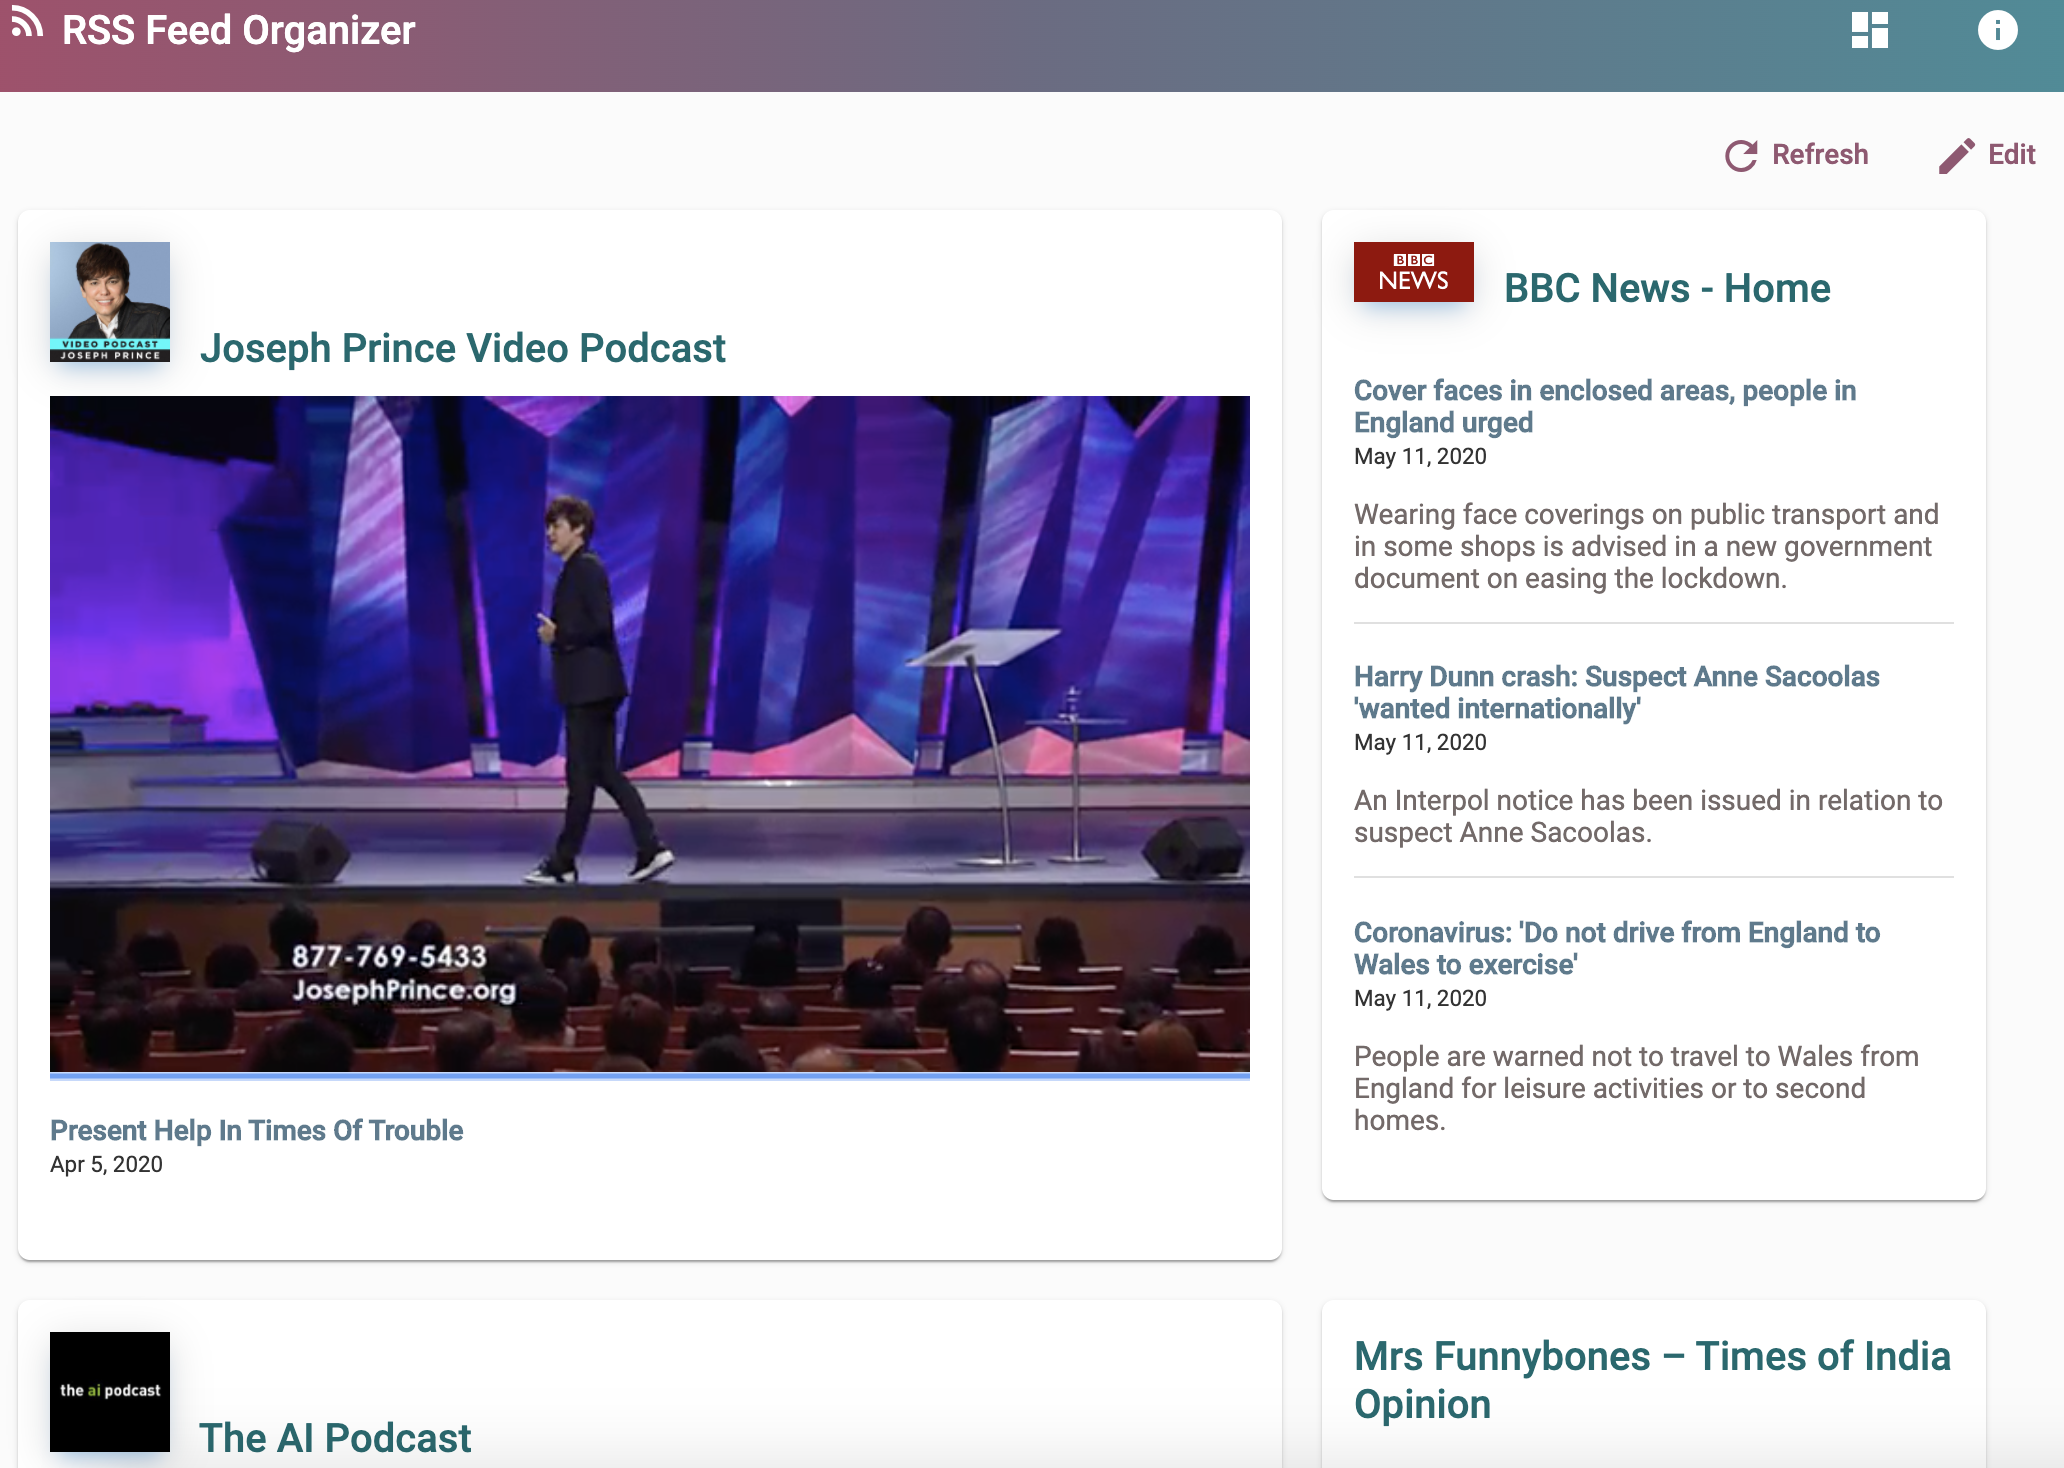 RSS Feed Organizer
Refresh
Edit
VIDEO PODCAST
JOSEPH PRINCE
Joseph Prince Video Podcast
877-769-5433
JosephPrince.org
Present Help In Times Of Trouble
Apr 5, 2020
BBC
NEWS
BBC News - Home
Cover faces in enclosed areas, people in
England urged
May 11, 2020
Wearing face coverings on public transport and
in some shops is advised in a new government
document on easing the lockdown.
Harry Dunn crash: Suspect Anne Sacoolas
'wanted internationally'
May 11, 2020
An Interpol notice has been issued in relation to
suspect Anne Sacoolas.
Coronavirus: 'Do not drive from England to
Wales to exercise'
May 11, 2020
People are warned not to travel to Wales from
England for leisure activities or to second
homes.
the ai podcast
The AI Podcast
Mrs Funnybones – Times of India
Opinion